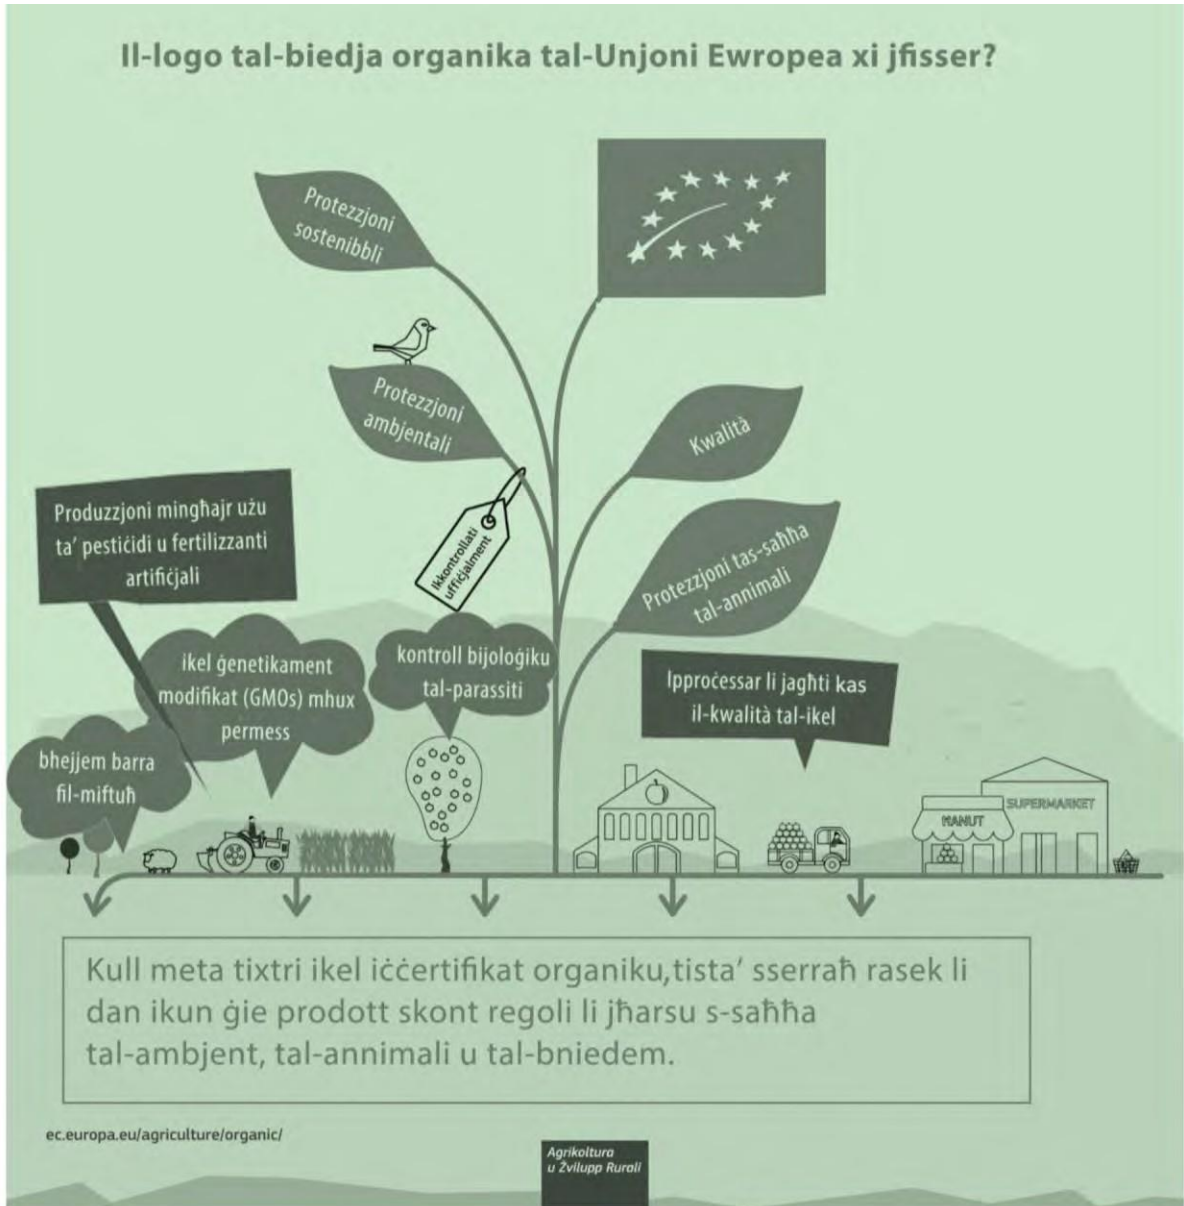 Il-logo tal-biedja organika tal-Unjoni Ewropea xi jfisser?
Protezzjoni
sostenibbli
Protezzjoni
ambjentali
Kwalità
Ikkontrollati
uffiċjalment
Protezzjoni tas-saħħa
tal-annimali
Produzzjoni mingħajr użu
ta' pestiċidi u fertilizzanti
artifiċjali
ikel ġenetikament
modifikat (GMOs) mhux
permess
kontroll bijoloġiku
tal-parassiti
Ipproċessar li jagħti kas
il-kwalità tal-ikel
bhejjem barra
fil-miftuħ
ĦANUT
SUPERMARKET
Kull meta tixtri ikel iċċertifikat organiku,tista' sserraħ rasek li
dan ikun ġie prodott skont regoli li jħarsu s-saħħa
tal-ambjent, tal-annimali u tal-bniedem.
ec.europa.eu/agriculture/organic/
Agrikoltura
u Żvilupp Rurali